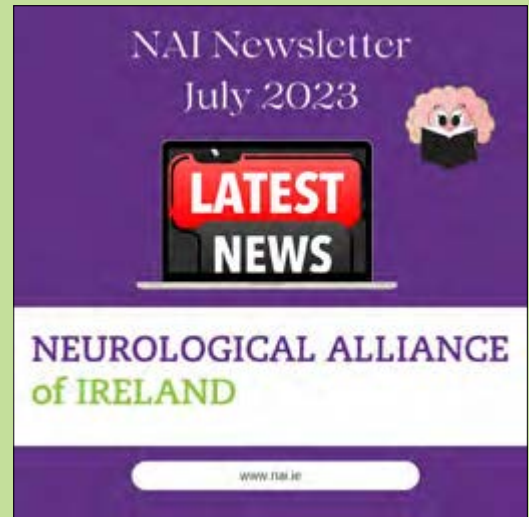 NAI Newsletter
July 2023
LATEST
NEWS
NEUROLOGICAL ALLIANCE
of IRELAND
www.nai.ie